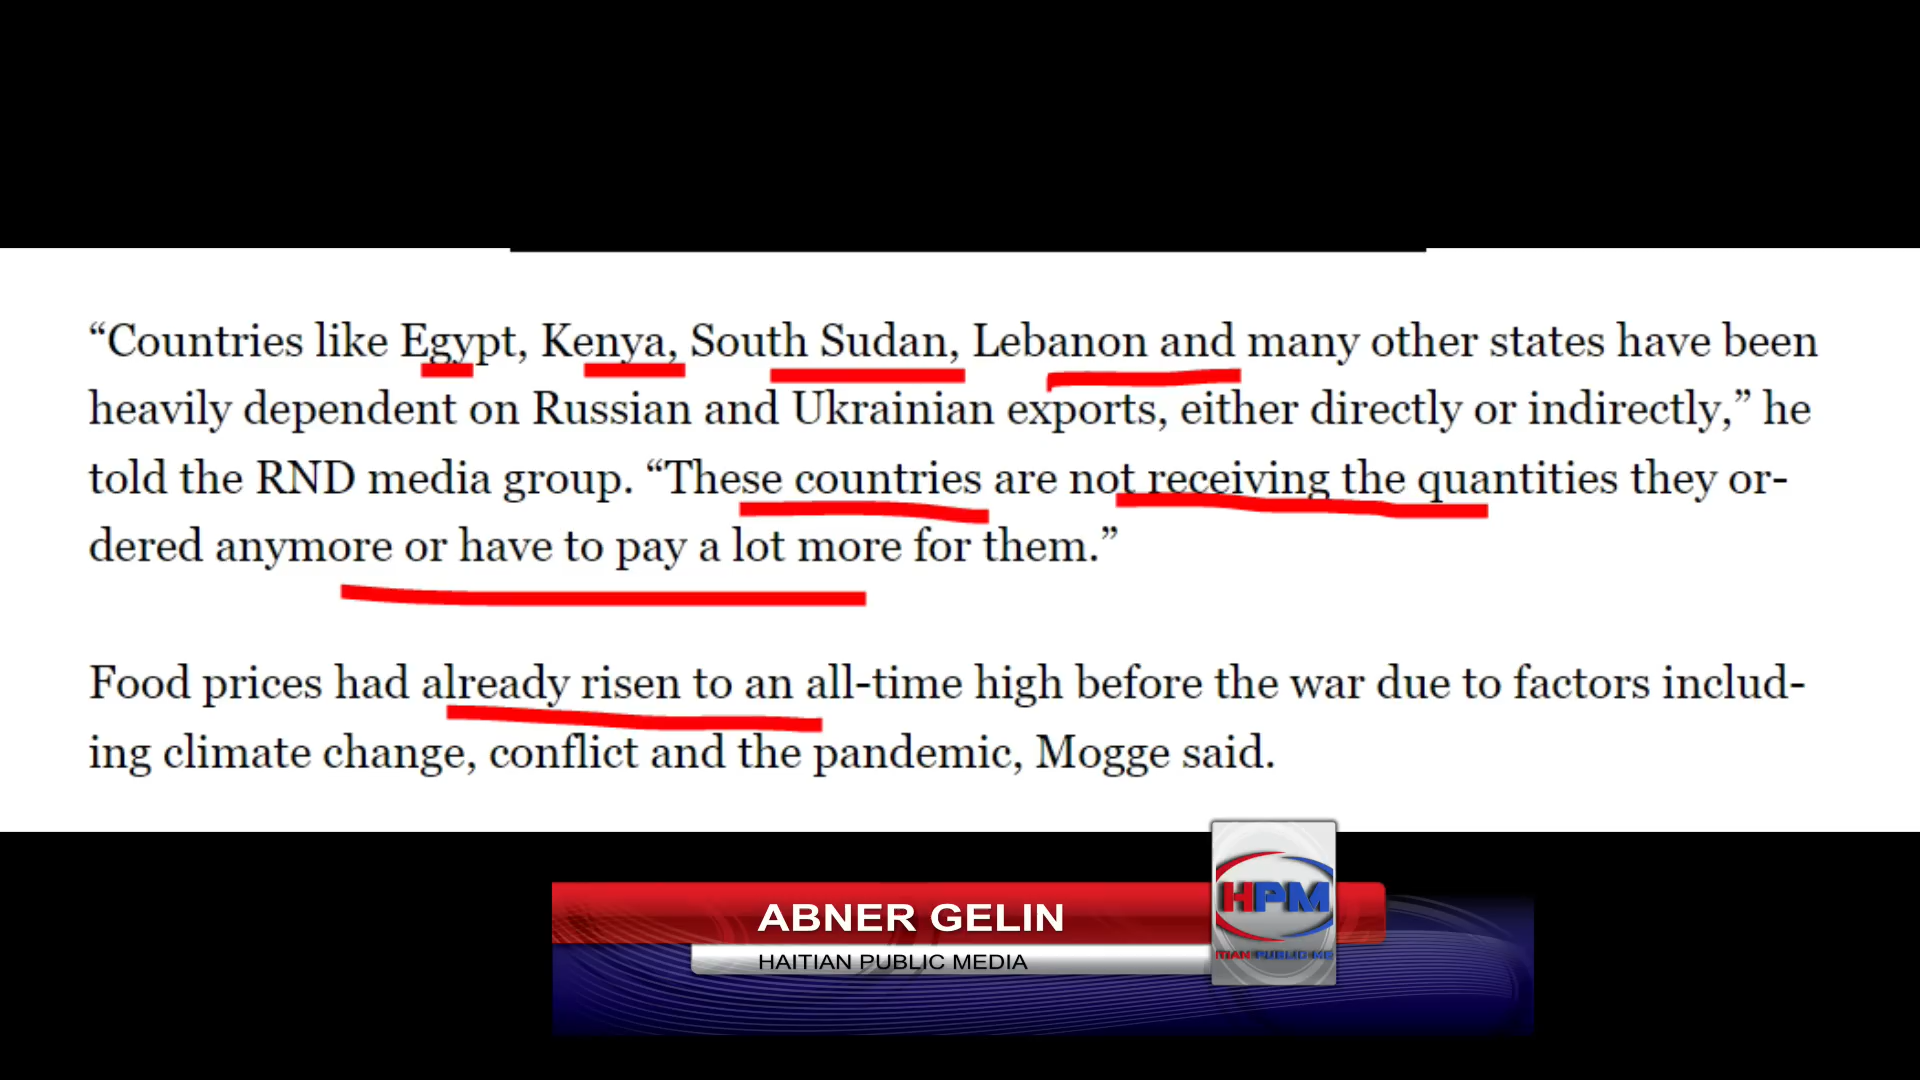 “Countries like Egypt, Kenya, South Sudan, Lebanon and many other states have been
heavily dependent on Russian and Ukrainian exports, either directly or indirectly,” he
told the RND media group. “These countries are not receiving the quantities they or-
dered anymore or have to pay a lot more for them.”
Food prices had already risen to an all-time high before the war due to factors includ-
ing climate change, conflict and the pandemic, Mogge said.
ABNER GELIN
HAITIAN PUBLIC MEDIA
HPM
ITIAN PUBLIC ME